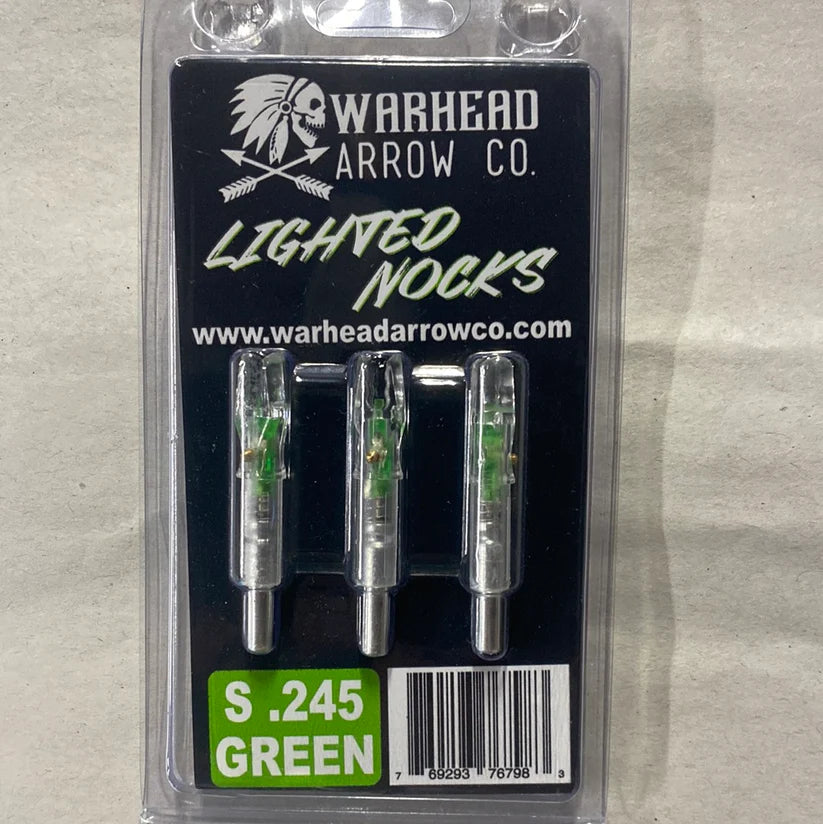 WARHEAD
ARROW CO.
LIGHTED
NOCKS
www.warheadarrowco.com
S .245
GREEN
7 69293 76798 3